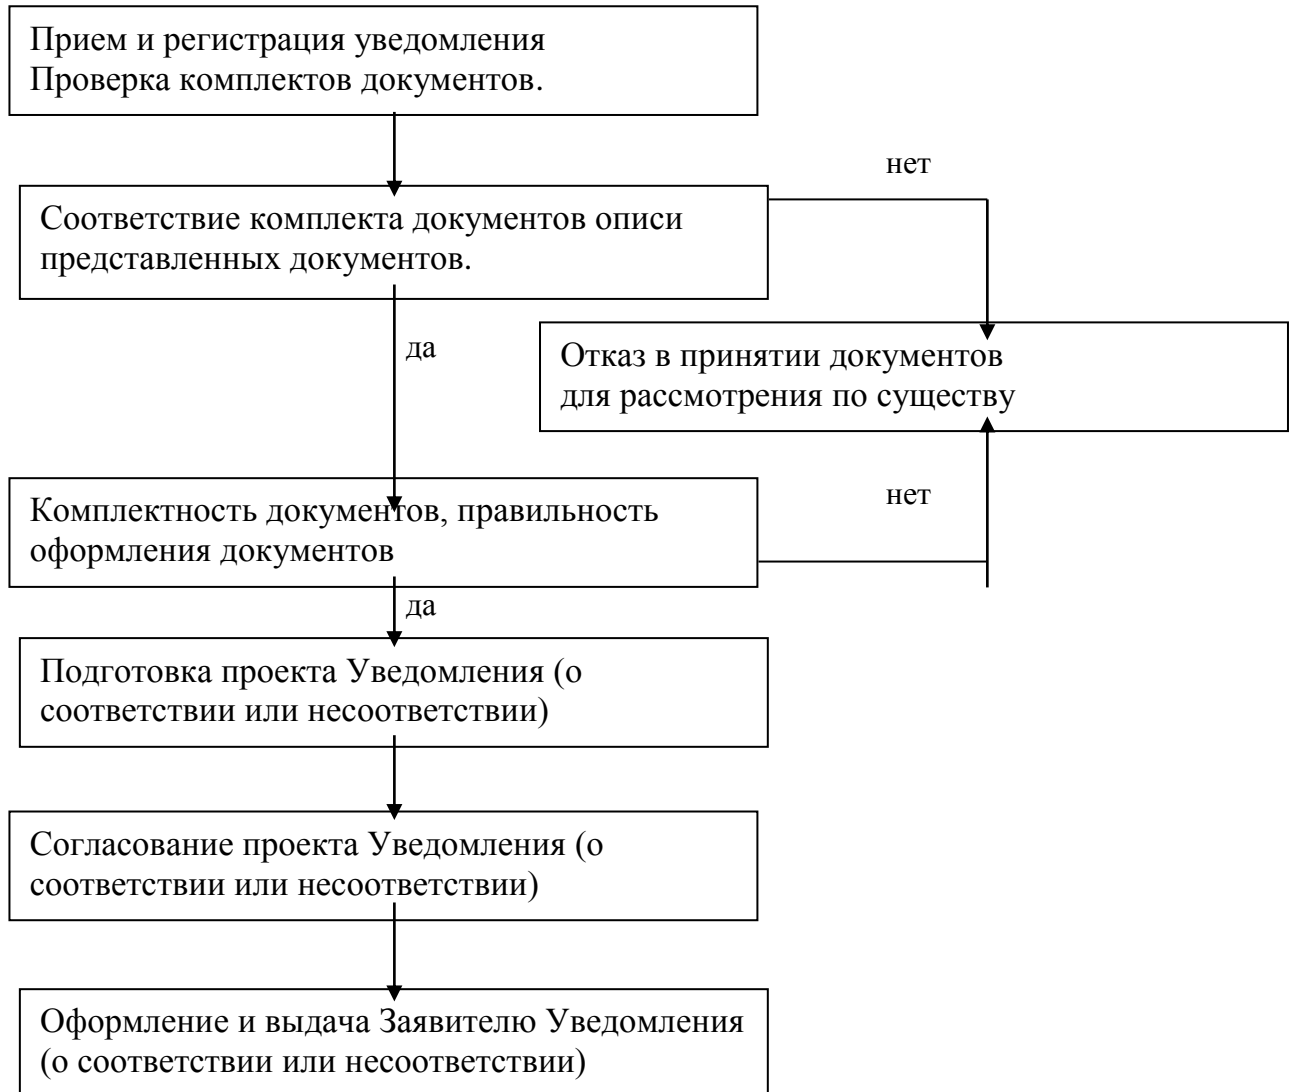 Прием и регистрация уведомления
Проверка комплектов документов.
нет
Соответствие комплекта документов описи
представленных документов.
да
Отказ в принятии документов
для рассмотрения по существу
нет
Комплектность документов, правильность
оформления документов
да
Подготовка проекта Уведомления (о
соответствии или несоответствии)
Согласование проекта Уведомления (о
соответствии или несоответствии)
Оформление и выдача Заявителю Уведомления
(о соответствии или несоответствии)